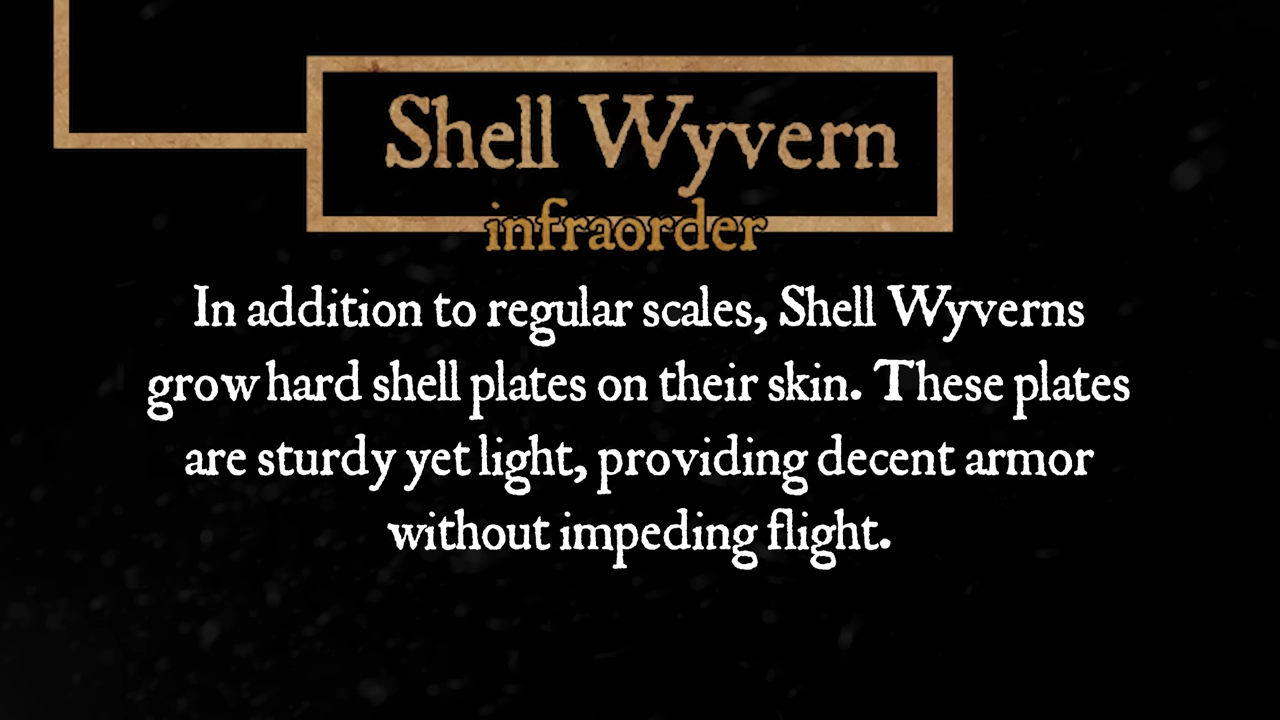 Shell Wyvern
infraorder
In addition to regular scales, Shell Wyverns
grow hard shell plates on their skin. These plates
are sturdy yet light, providing decent armor
without impeding flight.